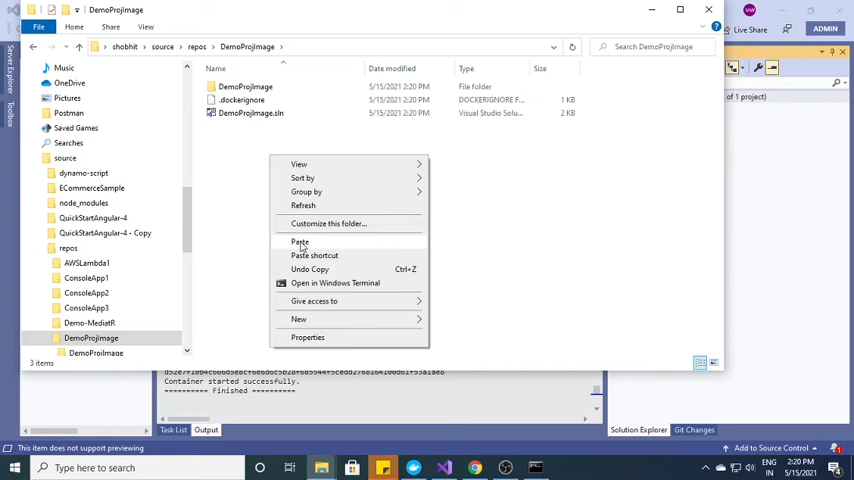 DemoProjImage
File
Home
Share
View
Live Share
ADMIN
shobhit > source > repos > DemoProjImage >
Search DemoProjImage
Server Explorer
Toolbox
Music
OneDrive
Pictures
Postman
Saved Games
Searches
source
dynamo-script
ECommerceSample
node_modules
QuickStartAngular-4
QuickStartAngular-4 - Copy
repos
AWSLambda1
ConsoleApp1
ConsoleApp2
ConsoleApp3
Demo-MediatR
DemoProjImage
DemoProjImage
Name
Date modified
Type
Size
DemoProjImage 5/15/2021 2:20 PM File folder
.dockerignore 5/15/2021 2:20 PM DOCKERIGNORE F... 1 KB
DemoProjImage.sln 5/15/2021 2:20 PM Visual Studio Solu... 2 KB
of 1 project)
View
Sort by
Group by
Refresh
Customize this folder...
Paste
Paste shortcut
Undo Copy Ctrl+Z
Open in Windows Terminal
Give access to
New
Properties
3 items
Container started successfully.
========== Finished ==========
Task List
Output
Solution Explorer
Git Changes
This item does not support previewing
Add to Source Control
Type here to search
ENG
IN
2:20 PM
5/15/2021
4